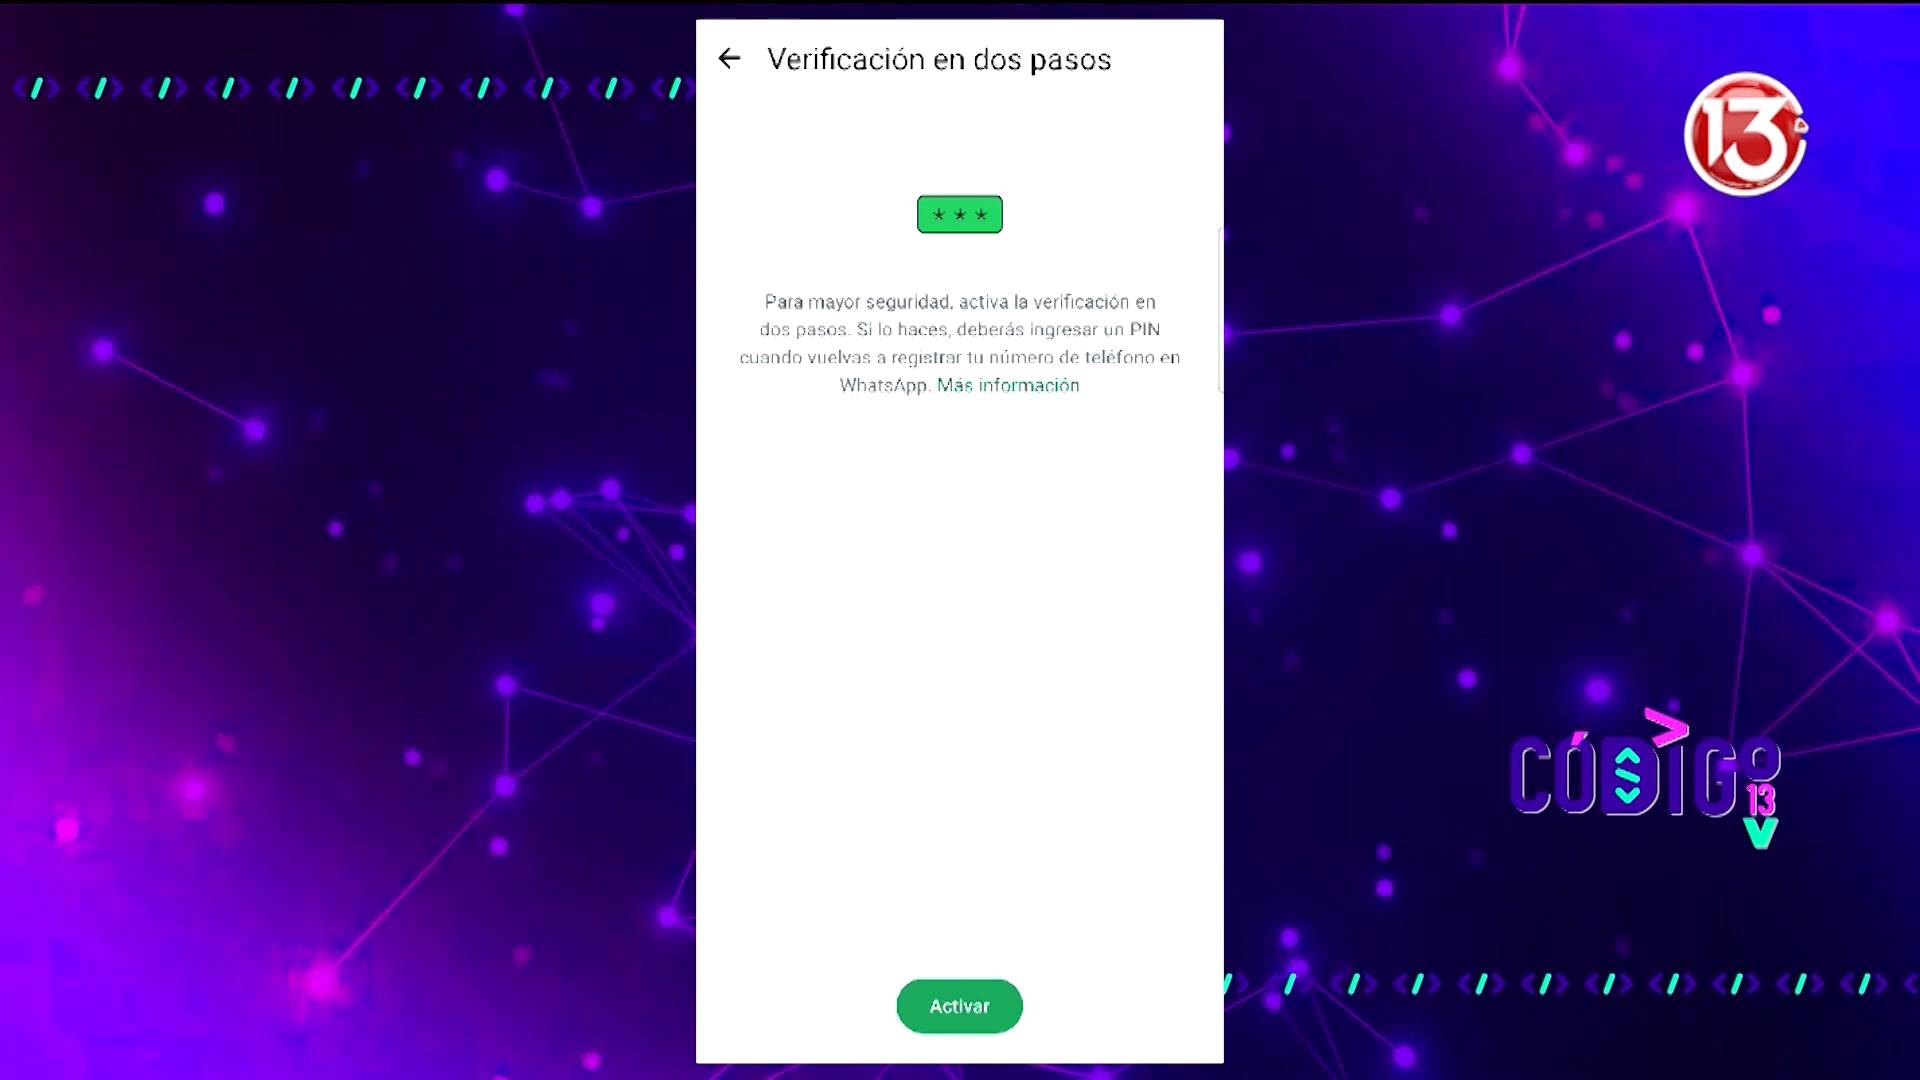 Verificación en dos pasos
13
* * *
Para mayor seguridad, activa la verificación en
dos pasos. Si lo haces, deberás ingresar un PIN
cuando vuelvas a registrar tu número de teléfono en
WhatsApp. Más información
CÓDIGO
13
Activar